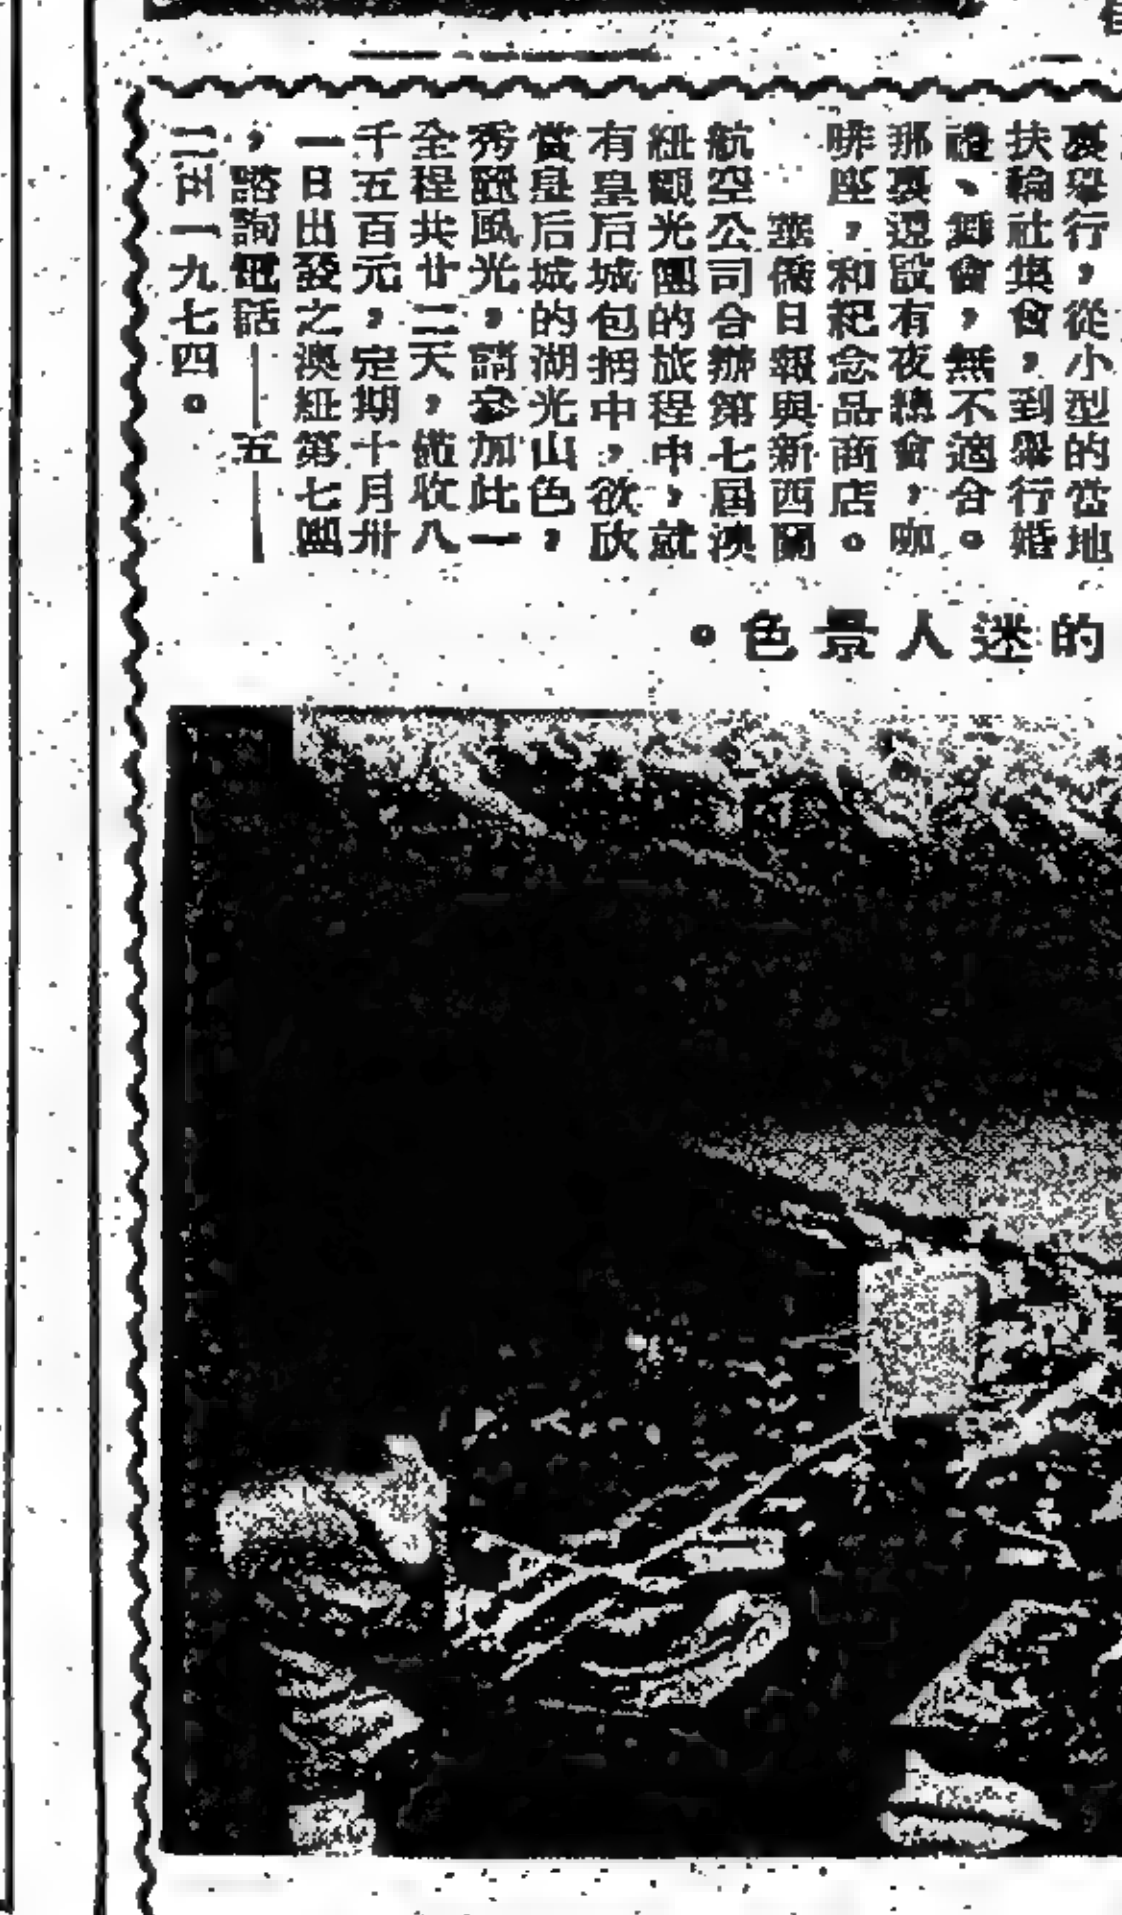 裏舉行，從小型的當地
扶輪社集會，到舉行婚
禮、舞會，無不適合。
那裏還設有夜總會，咖
啡座，和紀念品商店。
華僑日報與新西蘭
航空公司合辦第七屆澳
紐觀光團的旅程中，就
有皇后城包括中，欲欣
賞皇后城的湖光山色，
秀麗風光，請參加此一
全程共廿二天，祗收八
千五百元，定期十月卅
一日出發之澳紐第七團
，諮詢電話——五——
二一九七四。
的迷人景色。